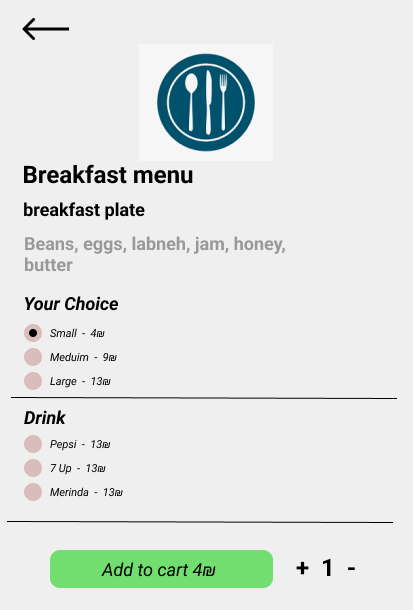 Breakfast menu
breakfast plate
Beans, eggs, labneh, jam, honey,
butter
Your Choice
Small - 4₪
Meduim - 9₪
Large - 13₪
Drink
Pepsi - 13₪
7 Up - 13₪
Merinda - 13₪
Add to cart 4₪
+ 1 -